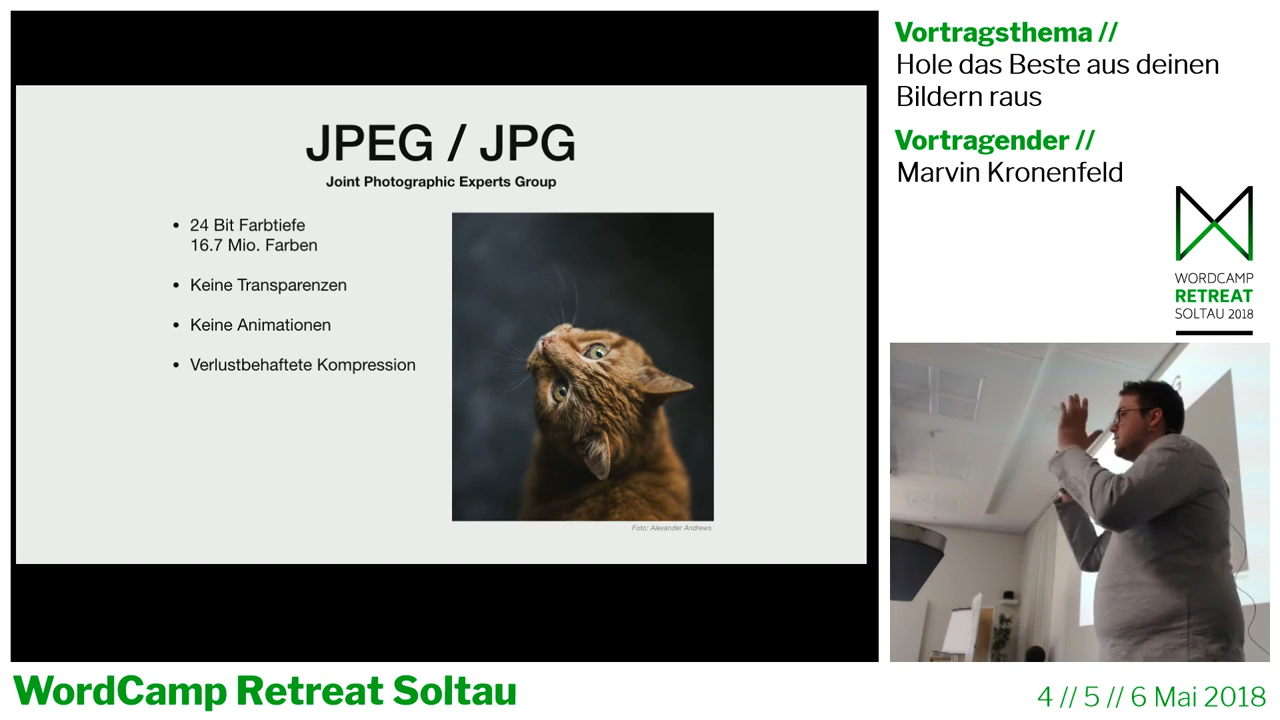 JPEG / JPG
Joint Photographic Experts Group
• 24 Bit Farbtiefe
16.7 Mio. Farben
• Keine Transparenzen
• Keine Animationen
• Verlustbehaftete Kompression
Foto: Alexander Andrews
Vortragsthema //
Hole das Beste aus deinen
Bildern raus
Vortragender //
Marvin Kronenfeld
WORDCAMP
RETREAT
SOLTAU 2018
WordCamp Retreat Soltau
4 // 5 // 6 Mai 2018